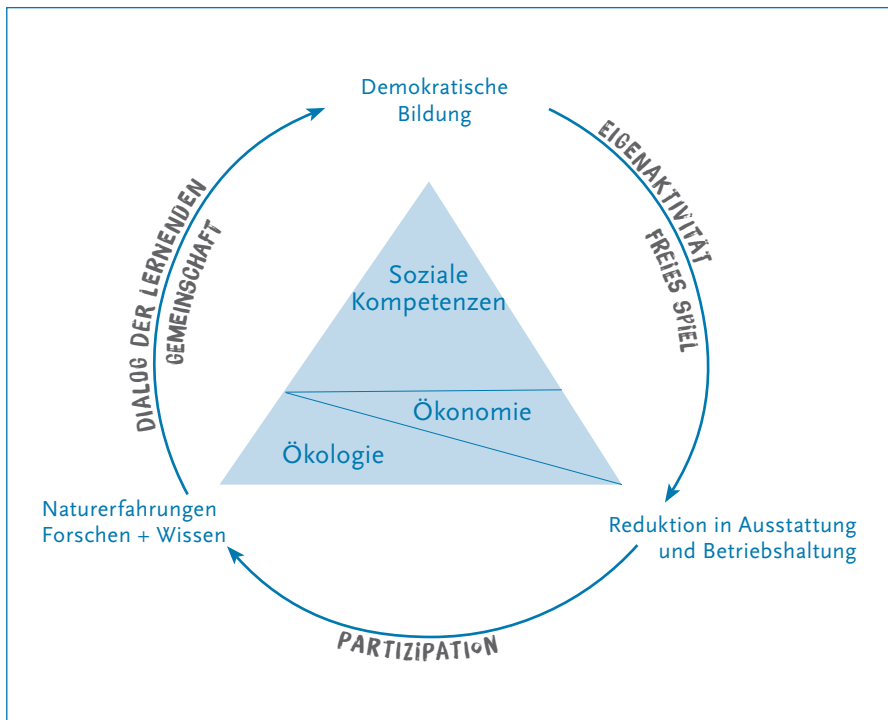 Demokratische
Bildung
EIGENAKTIVITÄT
FREIES SPIEL
DIALOG DER LERNENDEN
GEMEINSCHAFT
Soziale
Kompetenzen
Ökonomie
Ökologie
Naturerfahrungen
Forschen + Wissen
Reduktion in Ausstattung
und Betriebshaltung
PARTIZIPATION